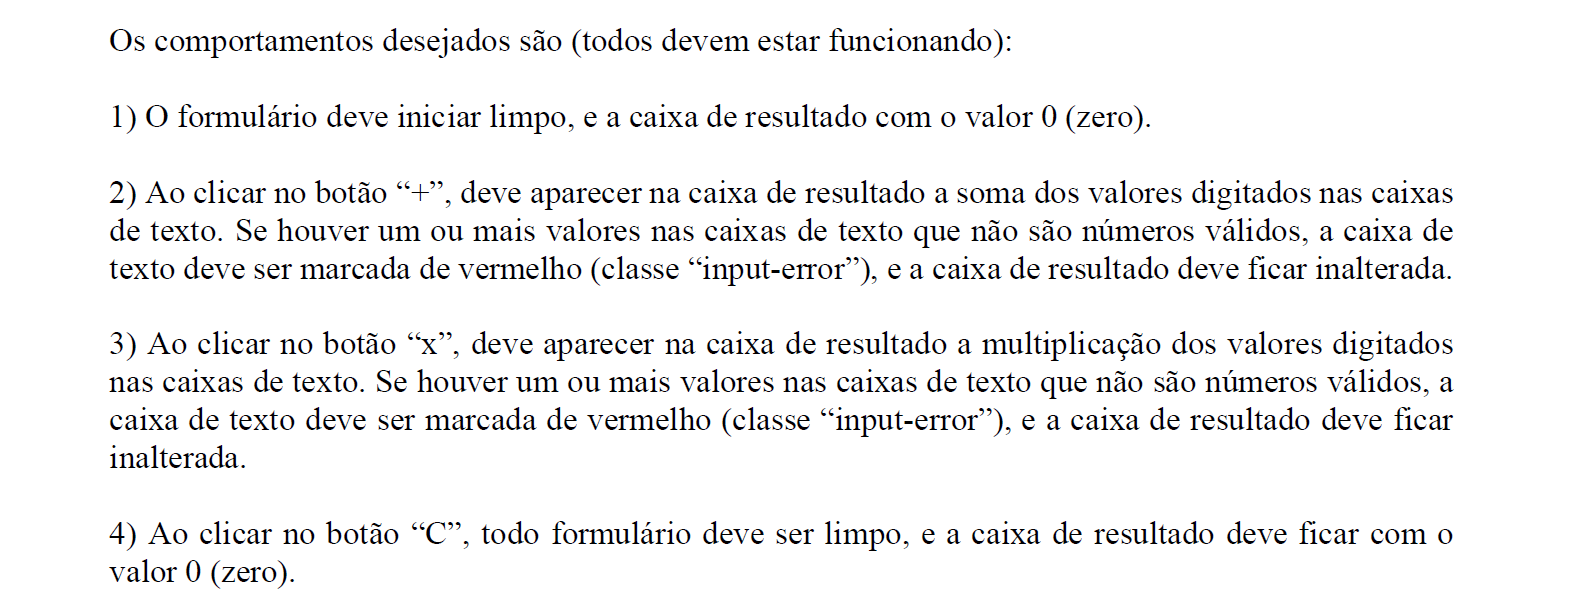 Os comportamentos desejados são (todos devem estar funcionando):
1) O formulário deve iniciar limpo, e a caixa de resultado com o valor 0 (zero).
2) Ao clicar no botão “+”, deve aparecer na caixa de resultado a soma dos valores digitados nas caixas
de texto. Se houver um ou mais valores nas caixas de texto que não são números válidos, a caixa de
texto deve ser marcada de vermelho (classe “input-error”), e a caixa de resultado deve ficar inalterada.
3) Ao clicar no botão “x”, deve aparecer na caixa de resultado a multiplicação dos valores digitados
nas caixas de texto. Se houver um ou mais valores nas caixas de texto que não são números válidos, a
caixa de texto deve ser marcada de vermelho (classe “input-error”), e a caixa de resultado deve ficar
inalterada.
4) Ao clicar no botão “C”, todo formulário deve ser limpo, e a caixa de resultado deve ficar com o
valor 0 (zero).